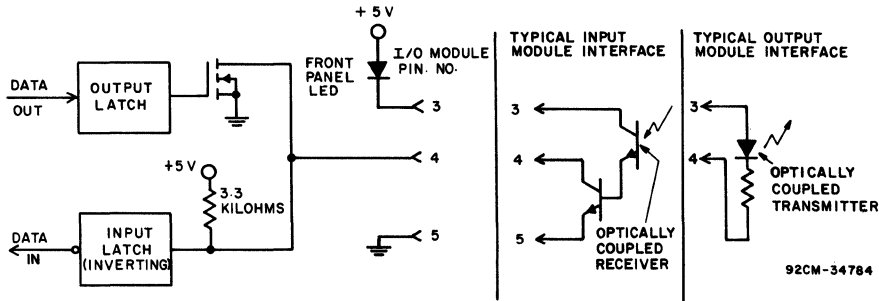 +5V
DATA
OUT
OUTPUT
LATCH
FRONT
PANEL
LED
I/O MODULE
PIN. NO.
3
4
5
+5V
3.3
KILOHMS
DATA
IN
INPUT
LATCH
(INVERTING)
TYPICAL INPUT
MODULE INTERFACE
3
4
5
OPTICALLY
COUPLED
RECEIVER
TYPICAL OUTPUT
MODULE INTERFACE
3
4
OPTICALLY
COUPLED
TRANSMITTER
92CM-34784